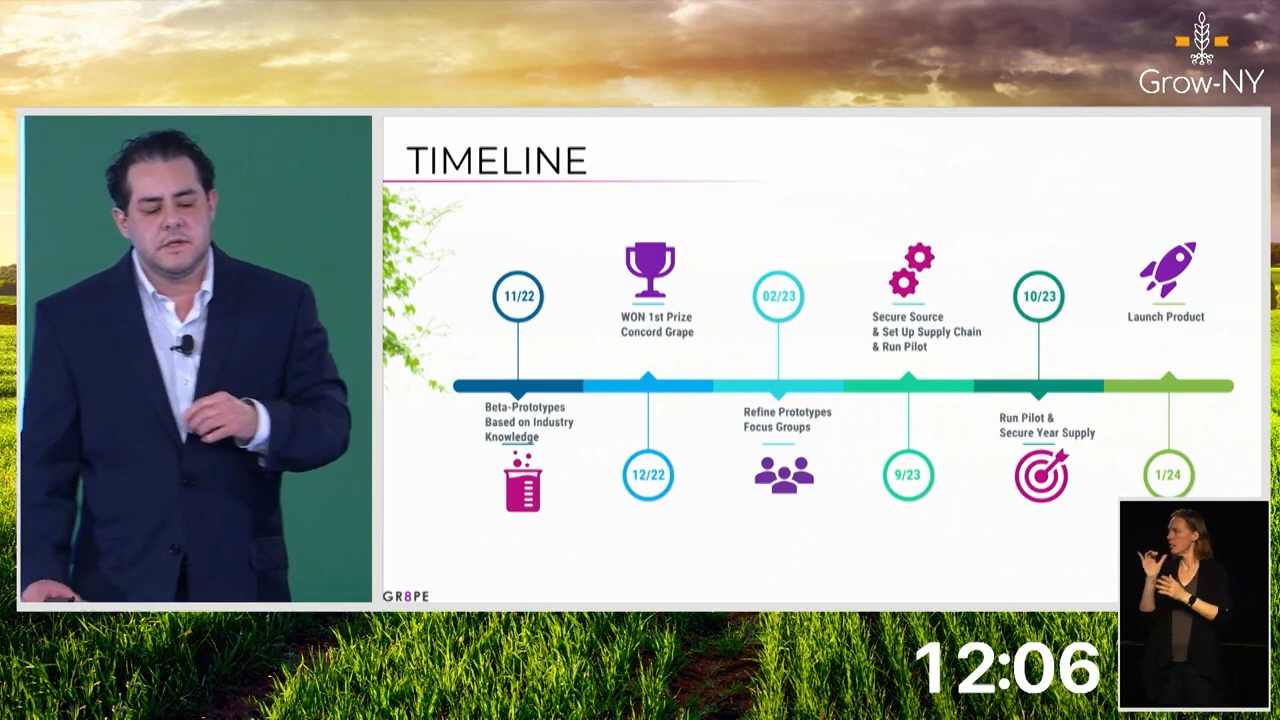 Grow-NY
TIMELINE
11/22
Beta-Prototypes
Based on Industry
Knowledge
WON 1st Prize
Concord Grape
12/22
02/23
Refine Prototypes
Focus Groups
Secure Source
& Set Up Supply Chain
& Run Pilot
9/23
10/23
Run Pilot &
Secure Year Supply
Launch Product
1/24
GR8PE
12:06